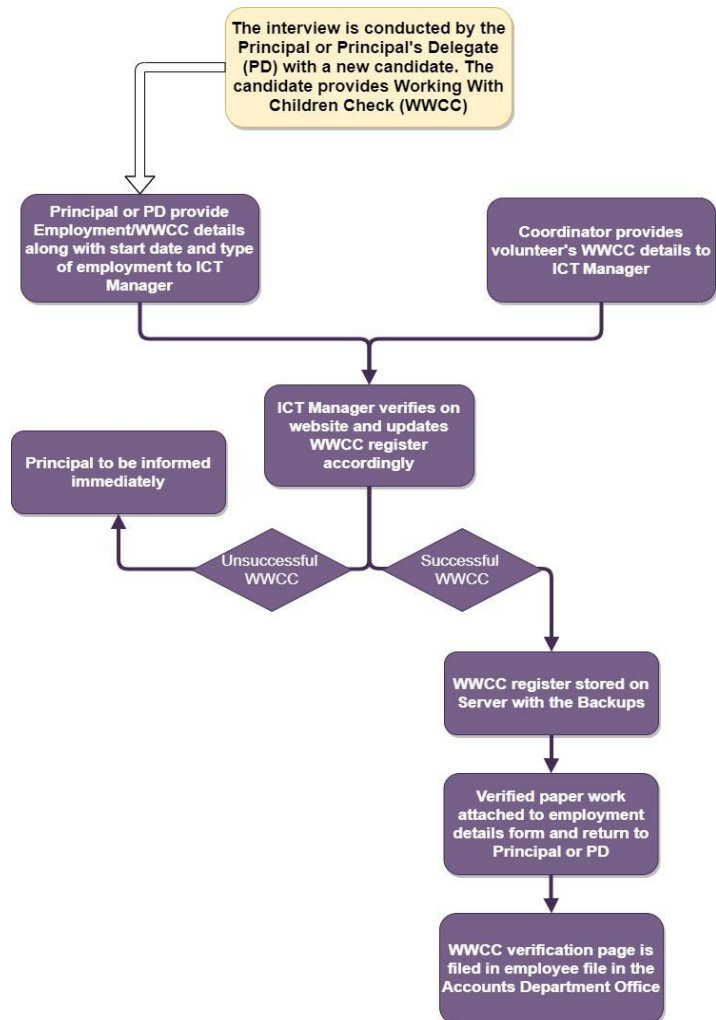 The interview is conducted by the
Principal or Principal's Delegate
(PD) with a new candidate. The
candidate provides Working With
Children Check (WWCC)
Principal or PD provide
Employment/WWCC details
along with start date and type
of employment to ICT
Manager
Coordinator provides
volunteer's WWCC details to
ICT Manager
ICT Manager verifies on
website and updates
WWCC register
accordingly
Principal to be informed
immediately
Unsuccessful
WWCC
Successful
WWCC
WWCC register stored on
Server with the Backups
Verified paper work
attached to employment
details form and return to
Principal or PD
WWCC verification page is
filed in employee file in the
Accounts Department Office